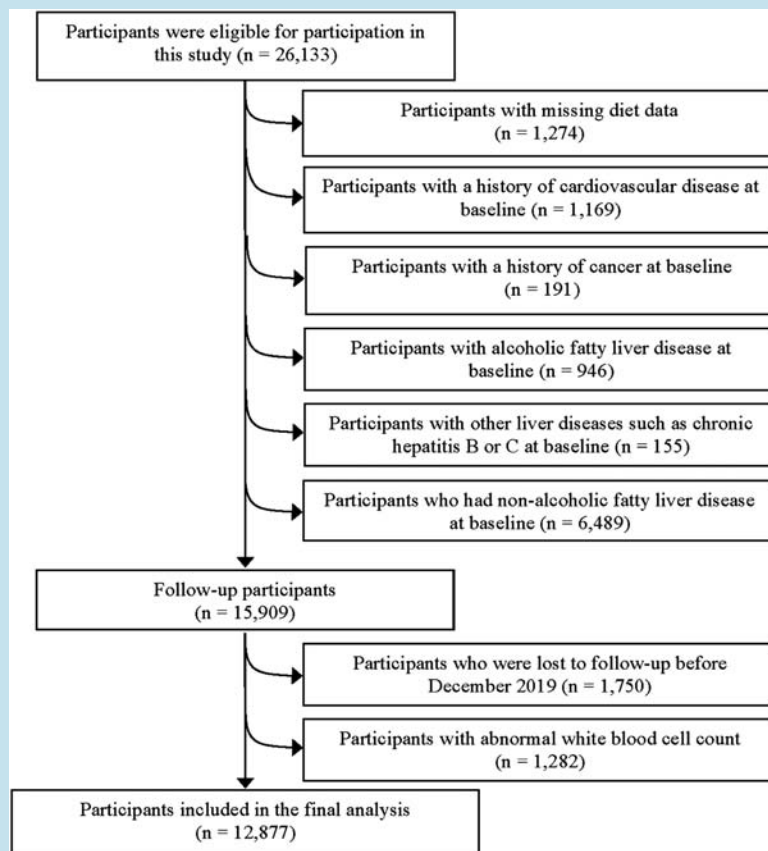 Participants were eligible for participation in
this study (n = 26,133)
Participants with missing diet data
(n = 1,274)
Participants with a history of cardiovascular disease at
baseline (n = 1,169)
Participants with a history of cancer at baseline
(n = 191)
Participants with alcoholic fatty liver disease at
baseline (n = 946)
Participants with other liver diseases such as chronic
hepatitis B or C at baseline (n = 155)
Participants who had non-alcoholic fatty liver disease
at baseline (n = 6,489)
Follow-up participants
(n = 15,909)
Participants who were lost to follow-up before
December 2019 (n = 1,750)
Participants with abnormal white blood cell count
(n = 1,282)
Participants included in the final analysis
(n = 12,877)